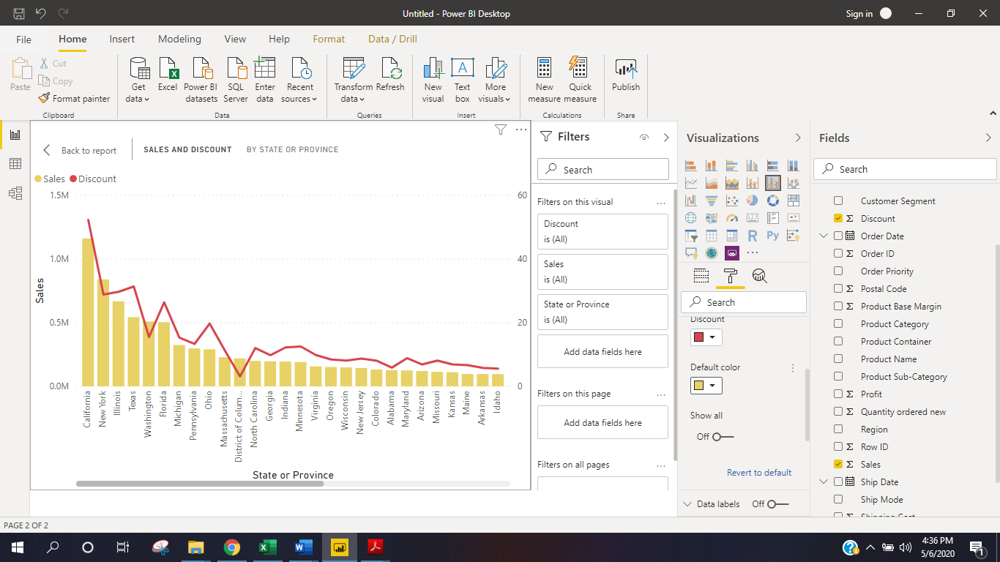 Untitled - Power BI Desktop
Sign in
File Home Insert Modeling View Help Format Data / Drill
Paste
Cut
Copy
Format painter
Clipboard
Get data
Excel
Power BI datasets
SQL Server
Enter data
Recent sources
Data
Transform data
Refresh
Queries
New visual
Text box
A
More visuals
Insert
New measure
Quick measure
Calculations
Publish
Share
Back to report
SALES AND DISCOUNT
BY STATE OR PROVINCE
Sales Discount
1.5M
1.0M
0.5M
0.0M
Sales
60
40
20
0
California
New York
Illinois
Texas
Washington
Florida
Michigan
Pennsylvania
Ohio
Massachusetts
District of Colum...
North Carolina
Georgia
Indiana
Minnesota
Virginia
Oregon
Wisconsin
New Jersey
Colorado
Alabama
Maryland
Arizona
Missouri
Kansas
Maine
Arkansas
Idaho
State or Province
Filters
Search
Filters on this visual
Discount
is (All)
Sales
is (All)
State or Province
is (All)
Add data fields here
Filters on this page
Add data fields here
Filters on all pages
Visualizations
123
R
Py
Search
Discount
Default color
Show all
Off
Revert to default
Data labels Off
Fields
Search
Customer Segment
Σ Discount
Order Date
Σ Order ID
Order Priority
Σ Postal Code
Σ Product Base Margin
Product Category
Product Container
Product Name
Product Sub-Category
Σ Profit
Σ Quantity ordered new
Region
Σ Row ID
Σ Sales
Ship Date
Ship Mode
Σ Shipping Cost
PAGE 2 OF 2
4:36 PM
5/6/2020
1